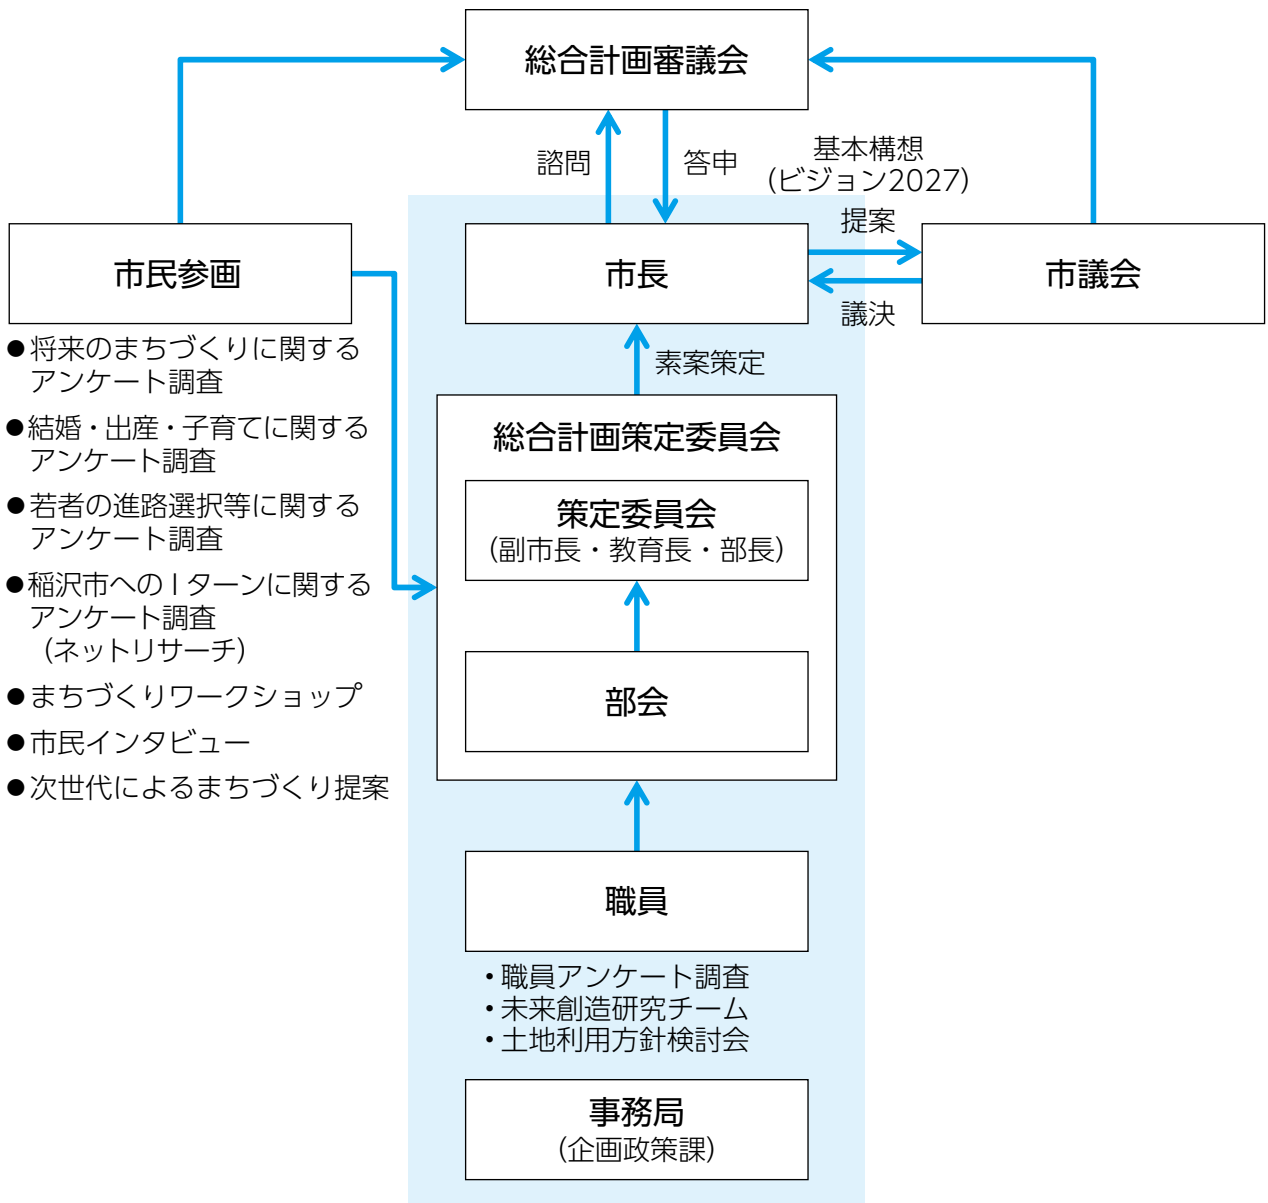 総合計画審議会
諮問
答申
基本構想
(ビジョン2027)
提案
市民参画
市長
市議会
議決
●将来のまちづくりに関する
アンケート調査
●結婚・出産・子育てに関する
アンケート調査
●若者の進路選択等に関する
アンケート調査
●稲沢市へのIターンに関する
アンケート調査
(ネットリサーチ)
●まちづくりワークショップ
●市民インタビュー
●次世代によるまちづくり提案
素案策定
総合計画策定委員会
策定委員会
(副市長・教育長・部長)
部会
職員
・職員アンケート調査
・未来創造研究チーム
・土地利用方針検討会
事務局
(企画政策課)